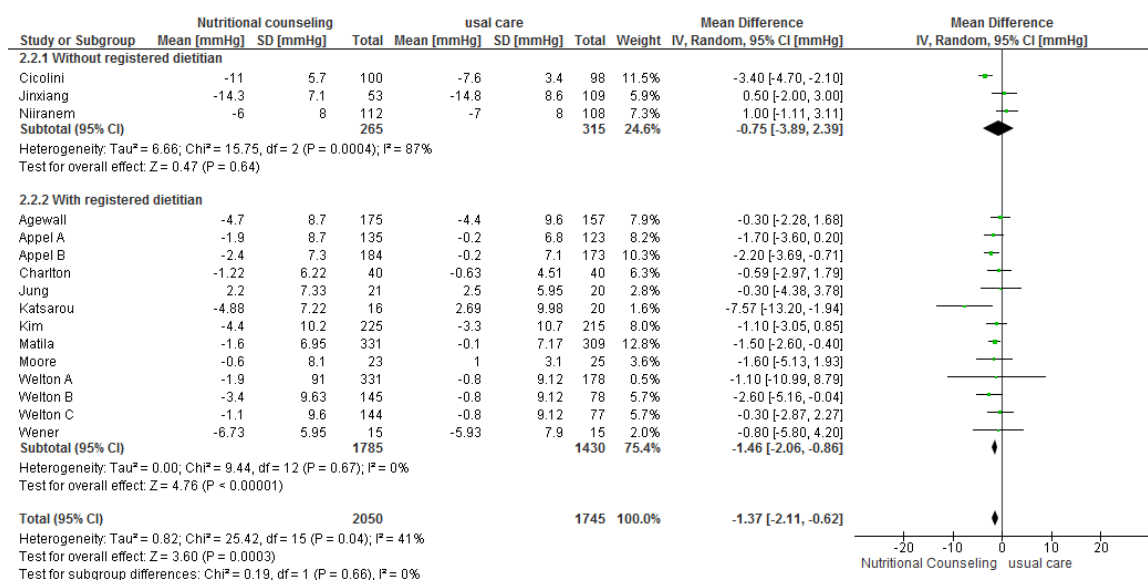 Nutritional counseling usal care Mean Difference Mean Difference
Study or Subgroup Mean [mmHg] SD [mmHg] Total Mean [mmHg] SD [mmHg] Total Weight IV, Random, 95% CI [mmHg] IV, Random, 95% CI [mmHg]
2.2.1 Without registered dietitian
Cicolini -11 5.7 100 -7.6 3.4 98 11.5% -3.40 [-4.70, -2.10]
Jinxiang -14.3 7.1 53 -14.8 8.6 109 5.9% 0.50 [-2.00, 3.00]
Niiranem -6 8 112 -7 8 108 7.3% 1.00 [-1.11, 3.11]
Subtotal (95% CI) 265 315 24.6% -0.75 [-3.89, 2.39]
Heterogeneity: Tau² = 6.66; Chi² = 15.75, df = 2 (P = 0.0004); I² = 87%
Test for overall effect: Z = 0.47 (P = 0.64)
2.2.2 With registered dietitian
Agewall -4.7 8.7 175 -4.4 9.6 157 7.9% -0.30 [-2.28, 1.68]
Appel A -1.9 8.7 135 -0.2 6.8 123 8.2% -1.70 [-3.60, 0.20]
Appel B -2.4 7.3 184 -0.2 7.1 173 10.3% -2.20 [-3.69, -0.71]
Charlton -1.22 6.22 40 -0.63 4.51 40 6.3% -0.59 [-2.97, 1.79]
Jung 2.2 7.33 21 2.5 5.95 20 2.8% -0.30 [-4.38, 3.78]
Katsarou -4.88 7.22 16 2.69 9.98 20 1.6% -7.57 [-13.20, -1.94]
Kim -4.4 10.2 225 -3.3 10.7 215 8.0% -1.10 [-3.05, 0.85]
Matila -1.6 6.95 331 -0.1 7.17 309 12.8% -1.50 [-2.60, -0.40]
Moore -0.6 8.1 23 1 3.1 25 3.6% -1.60 [-5.13, 1.93]
Welton A -1.9 91 331 -0.8 9.12 178 0.5% -1.10 [-10.99, 8.79]
Welton B -3.4 9.63 145 -0.8 9.12 78 5.7% -2.60 [-5.16, -0.04]
Welton C -1.1 9.6 144 -0.8 9.12 77 5.7% -0.30 [-2.87, 2.27]
Wener -6.73 5.95 15 -5.93 7.9 15 2.0% -0.80 [-5.80, 4.20]
Subtotal (95% CI) 1785 1430 75.4% -1.46 [-2.06, -0.86]
Heterogeneity: Tau² = 0.00; Chi² = 9.44, df = 12 (P = 0.67); I² = 0%
Test for overall effect: Z = 4.76 (P < 0.00001)
Total (95% CI) 2050 1745 100.0% -1.37 [-2.11, -0.62]
Heterogeneity: Tau² = 0.82; Chi² = 25.42, df = 15 (P = 0.04); I² = 41%
Test for overall effect: Z = 3.60 (P = 0.0003)
Test for subgroup differences: Chi² = 0.19, df = 1 (P = 0.66), I² = 0%
-20 -10 0 10 20
Nutritional Counseling usual care